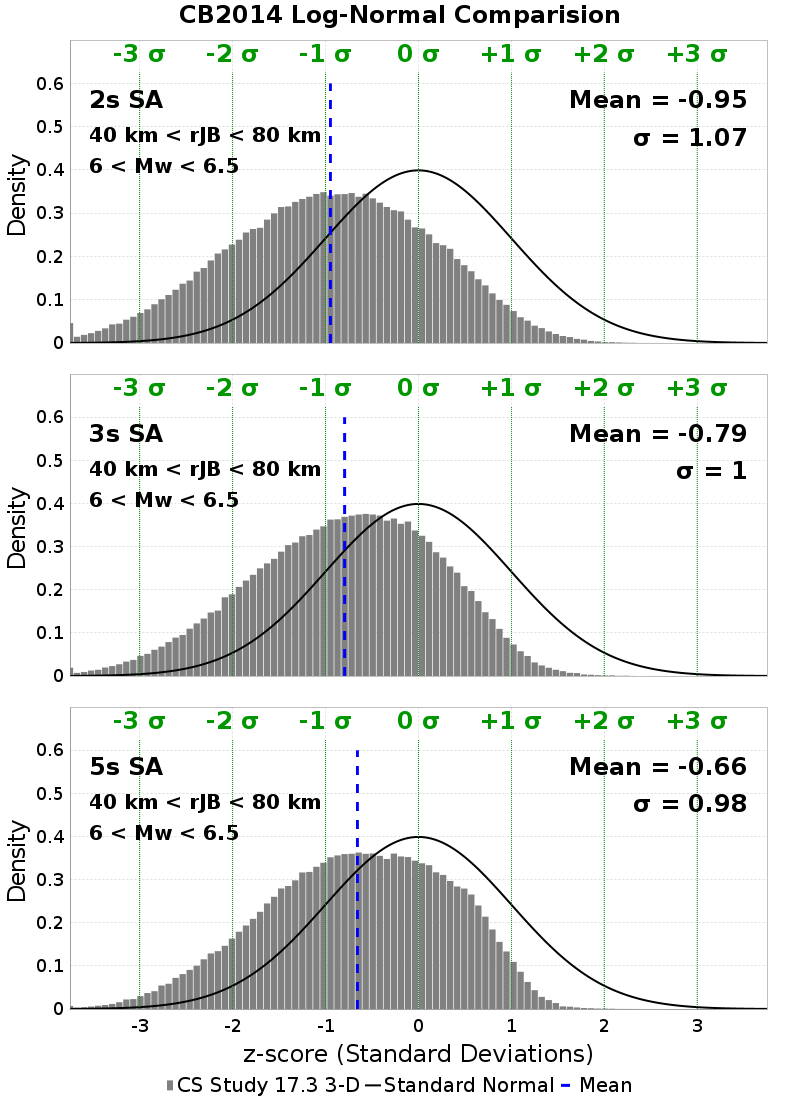 CB2014 Log-Normal Comparision
-3 σ -2 σ -1 σ 0 σ +1 σ +2 σ +3 σ
0.6
2s SA Mean = -0.95
0.5
40 km < rJB < 80 km σ = 1.07
6 < Mw < 6.5
0.4
0.3
0.2
0.1
0
Density
-3 σ -2 σ -1 σ 0 σ +1 σ +2 σ +3 σ
0.6
3s SA Mean = -0.79
0.5
40 km < rJB < 80 km σ = 1
6 < Mw < 6.5
0.4
0.3
0.2
0.1
0
Density
-3 σ -2 σ -1 σ 0 σ +1 σ +2 σ +3 σ
0.6
5s SA Mean = -0.66
0.5
40 km < rJB < 80 km σ = 0.98
6 < Mw < 6.5
0.4
0.3
0.2
0.1
0
Density
-3 -2 -1 0 1 2 3
z-score (Standard Deviations)
CS Study 17.3 3-D Standard Normal Mean